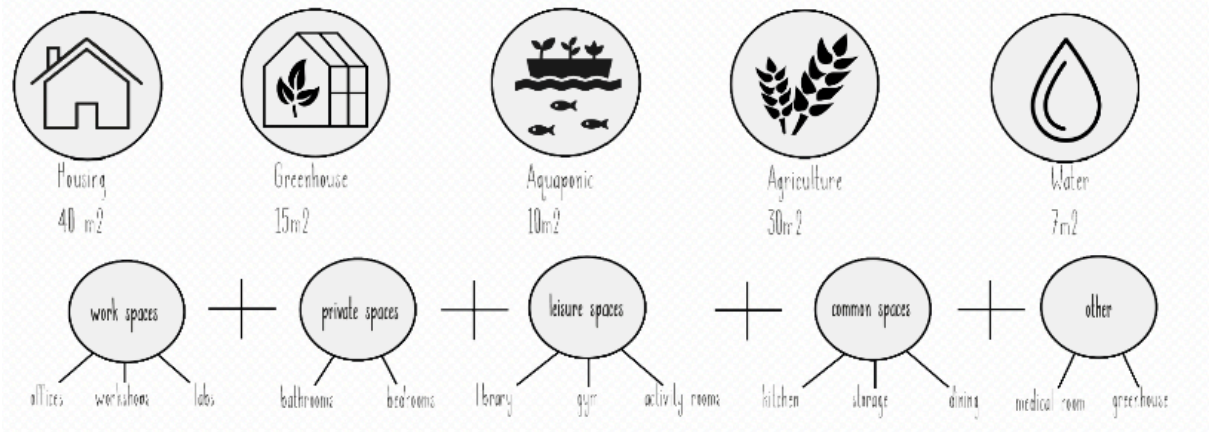 Housing
40 m2
Greenhouse
15m2
Aquaponic
10m2
Agriculture
30m2
Water
7m2
work spaces
private spaces
leisure spaces
common spaces
other
offices
workshops
labs
bathrooms
bedrooms
library
gym
activity rooms
kitchen
storage
dining
medical room
greenhouse